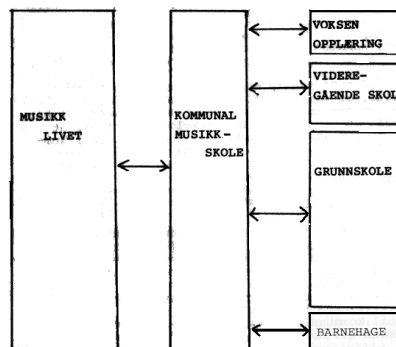 MUSIKK
LIVET
KOMMUNAL
MUSIKK-
SKOLE
VOKSEN
OPPLÆRING
VIDERE-
GÅENDE SKOL
GRUNNSKOLE
BARNEHAGE